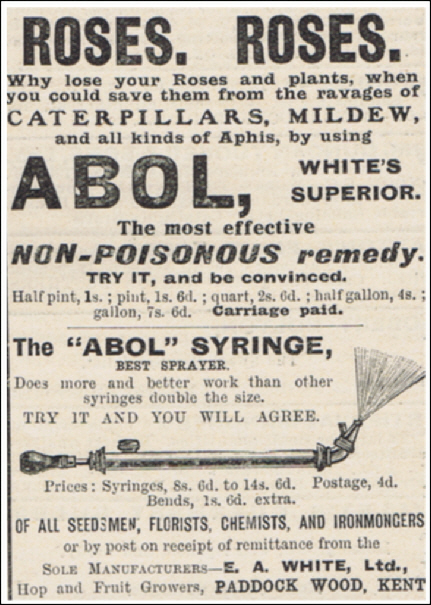 ROSES. ROSES.
Why lose your Roses and plants, when
you could save them from the ravages of
CATERPILLARS, MILDEW,
and all kinds of Aphis, by using
ABOL, WHITE'S SUPERIOR.
The most effective
NON-POISONOUS remedy.
TRY IT, and be convinced.
Half pint, 1s. ; pint, 1s. 6d. ; quart, 2s. 6d. ; half gallon, 4s. ;
gallon, 7s. 6d. Carriage paid.
The "ABOL" SYRINGE,
BEST SPRAYER.
Does more and better work than other
syringes double the size.
TRY IT AND YOU WILL AGREE.
Prices : Syringes, 8s. 6d. to 14s. 6d. Postage, 4d.
Bends, 1s. 6d. extra.
OF ALL SEEDSMEN, FLORISTS, CHEMISTS, AND IRONMONGERS
or by post on receipt of remittance from the
SOLE MANUFACTURERS—E. A. WHITE, Ltd.,
Hop and Fruit Growers, PADDOCK WOOD, KENT